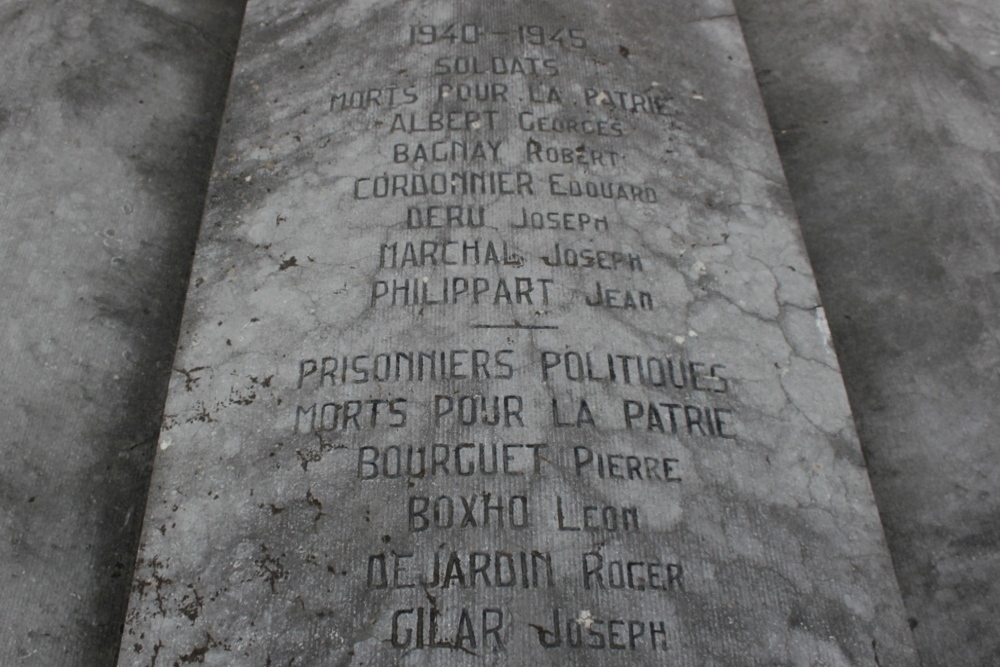 1940-1945
SOLDATS
MORTS POUR LA PATRIE
ALBERT GEORGES
BAGNAY ROBERT
CORDONNIER EDOUARD
DERU JOSEPH
MARCHAL JOSEPH
PHILIPPART JEAN
PRISONNIERS POLITIQUES
MORTS POUR LA PATRIE
BOURGUET PIERRE
BOXHO LEON
DEJARDIN ROGER
GILAR JOSEPH